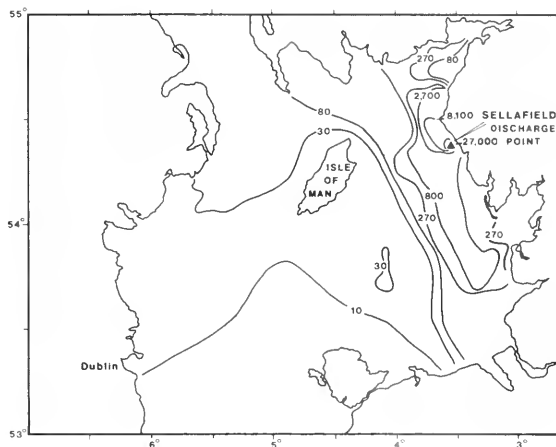 55°
270
80
2,700
8,100 SELLAFIELD
DISCHARGE
27,000 POINT
80
30
ISLE
OF
MAN
54°
800
270
270
30
10
Dublin
53°
6°
5°
4°
3°